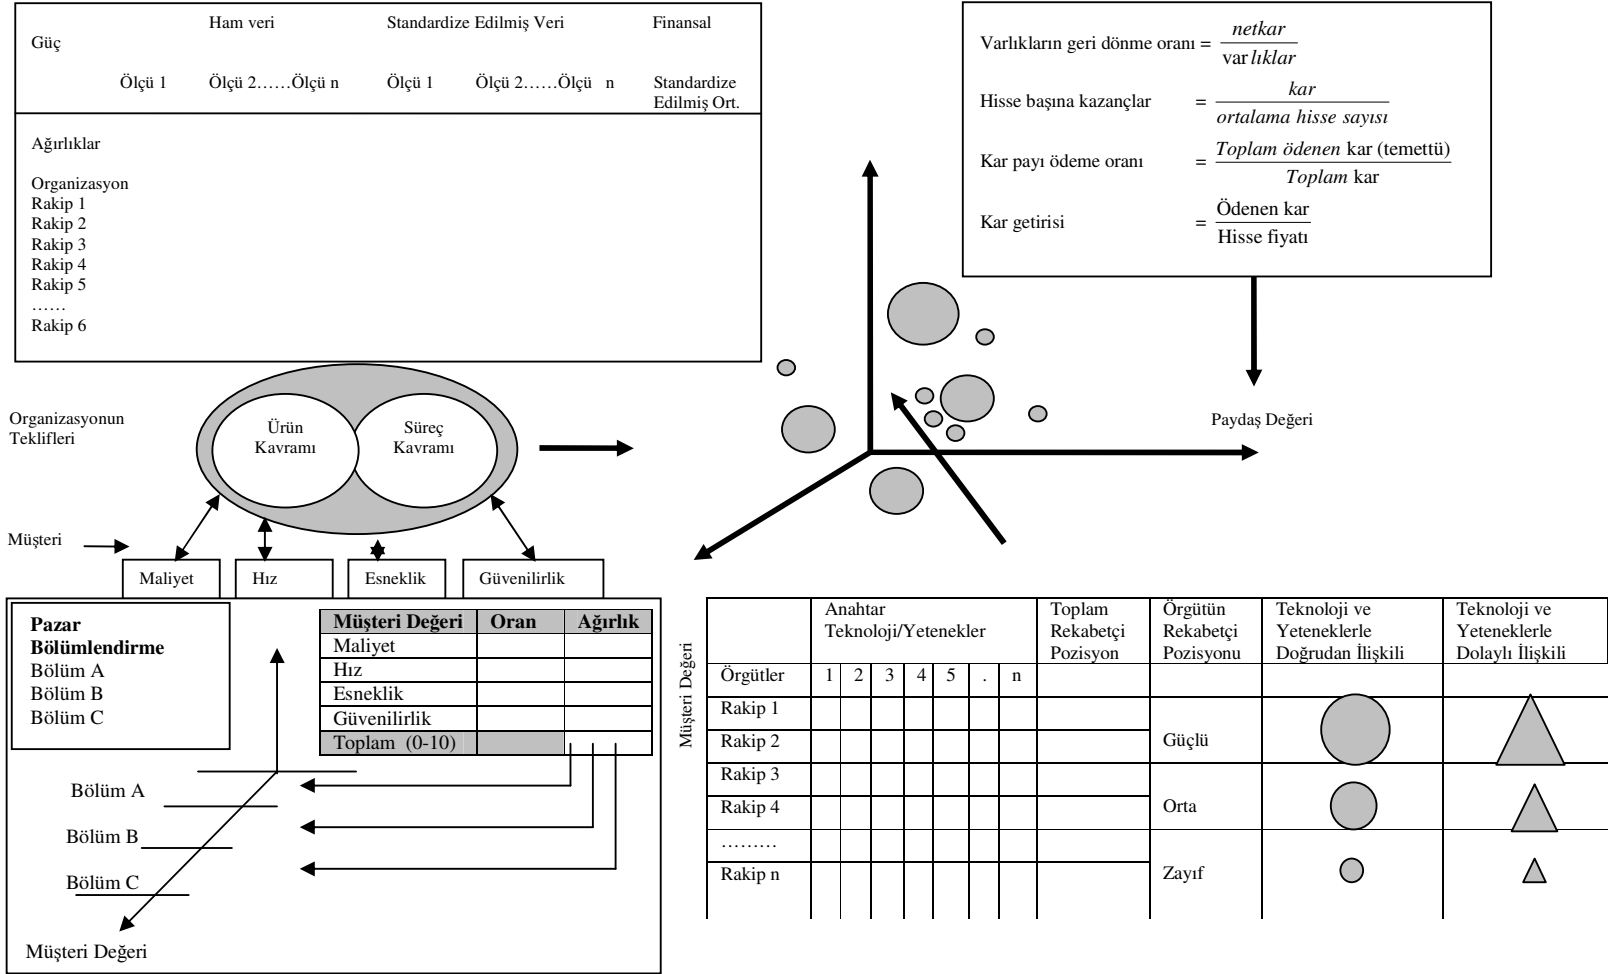 Ham veri Standardize Edilmiş Veri Finansal
Güç
Ölçü 1 Ölçü 2……Ölçü n Ölçü 1 Ölçü 2……Ölçü n Standardize
Edilmiş Ort.
Ağırlıklar
Organizasyon
Rakip 1
Rakip 2
Rakip 3
Rakip 4
Rakip 5
……
Rakip 6
Varlıkların geri dönme oranı = netkar / varlıklar
Hisse başına kazançlar = kar / ortalama hisse sayısı
Kar payı ödeme oranı = Toplam ödenen kar (temettü) / Toplam kar
Kar getirisi = Ödenen kar / Hisse fiyatı
Organizasyonun
Teklifleri
Ürün
Kavramı
Süreç
Kavramı
Paydaş Değeri
Müşteri
Maliyet Hız Esneklik Güvenilirlik
Pazar
Bölümlendirme
Bölüm A
Bölüm B
Bölüm C
Müşteri Değeri Oran Ağırlık
Maliyet
Hız
Esneklik
Güvenilirlik
Toplam (0-10)
Bölüm A
Bölüm B
Bölüm C
Müşteri Değeri
Müşteri Değeri
Anahtar
Teknoloji/Yetenekler
Toplam
Rekabetçi
Pozisyon
Örgütün
Rekabetçi
Pozisyonu
Teknoloji ve
Yeteneklerle
Doğrudan İlişkili
Teknoloji ve
Yeteneklerle
Dolaylı İlişkili
Örgütler 1 2 3 4 5 . n
Rakip 1
Rakip 2
Rakip 3
Rakip 4
………
Rakip n
Güçlü
Orta
Zayıf